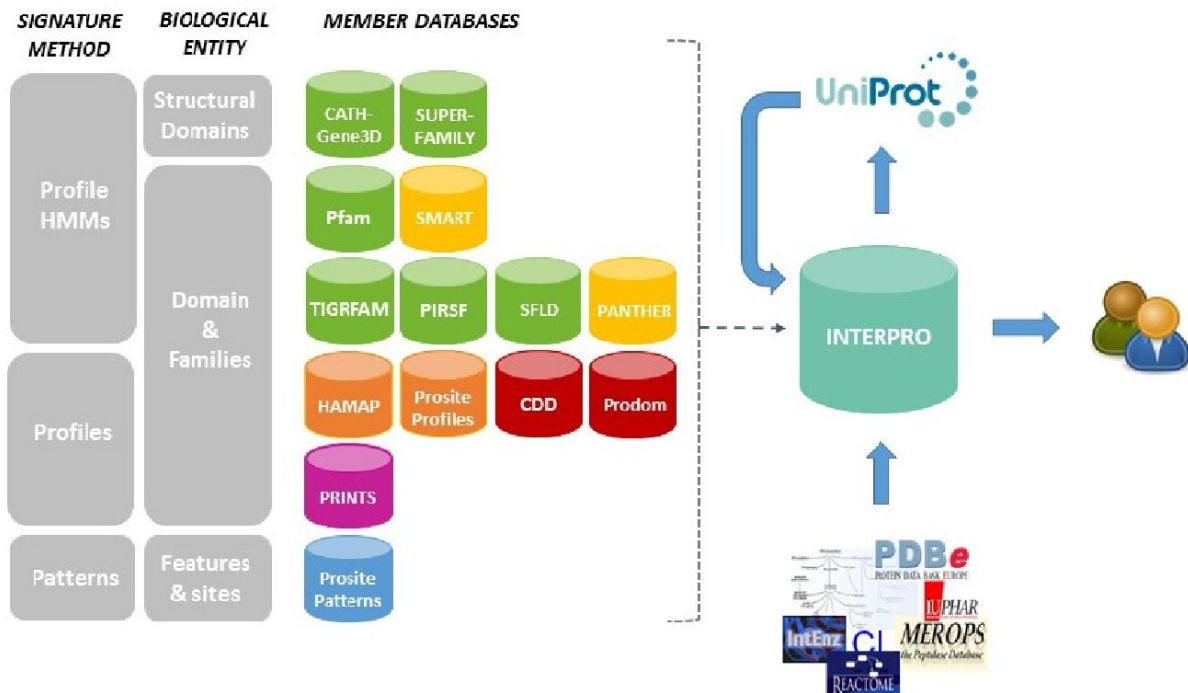 SIGNATURE
METHOD
BIOLOGICAL
ENTITY
MEMBER DATABASES
Profile
HMMs
Profiles
Patterns
Structural
Domains
Domain
&
Families
Features
& sites
CATH-
Gene3D
SUPER-
FAMILY
Pfam
SMART
TIGRFAM
PIRSF
SFLD
PANTHER
HAMAP
Prosite
Profiles
CDD
Prodom
PRINTS
Prosite
Patterns
UniProt
INTERPRO
PDBe
PROTEIN DATA BANK EUROPE
IUPHAR
IntEnz
CI
MEROPS
the Peptidase Database
REACTOME